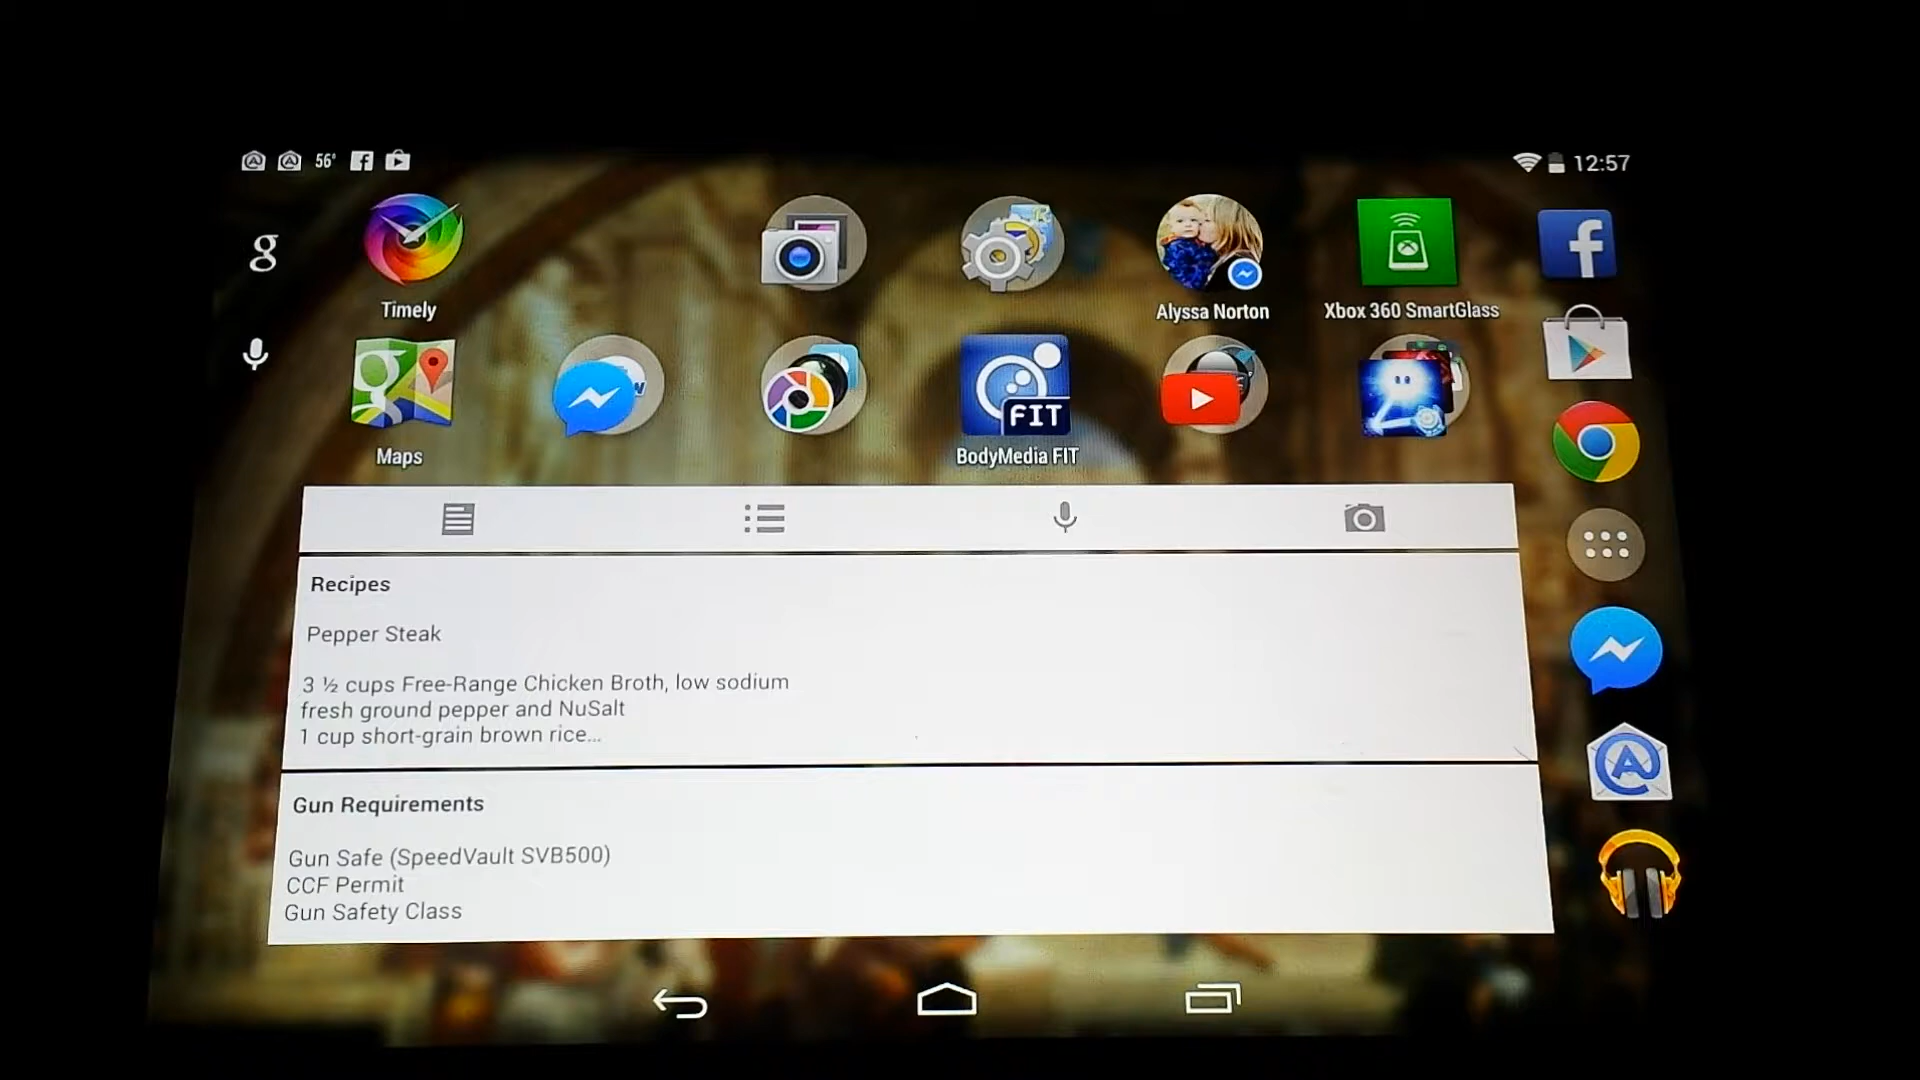 56°
12:57
g
Timely
Alyssa Norton
Xbox 360 SmartGlass
f
Maps
FIT
BodyMedia FIT
Recipes
Pepper Steak
3 ½ cups Free-Range Chicken Broth, low sodium
fresh ground pepper and NuSalt
1 cup short-grain brown rice...
Gun Requirements
Gun Safe (SpeedVault SVB500)
CCF Permit
Gun Safety Class